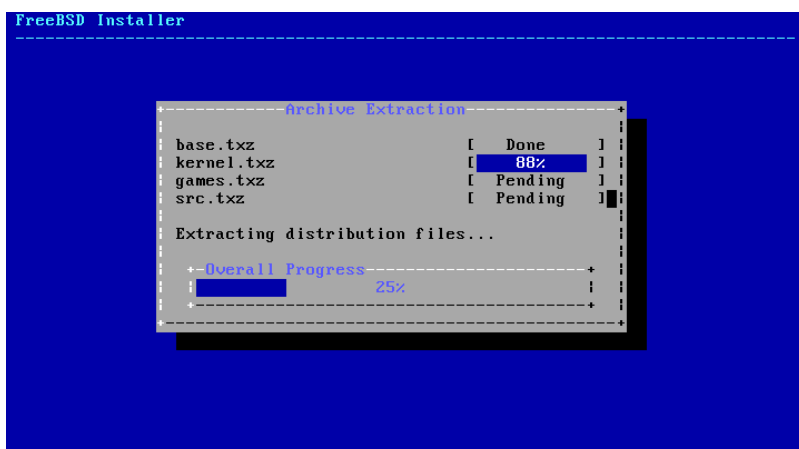 FreeBSD Installer
Archive Extraction
base.txz [ Done ]
kernel.txz [ 88% ]
games.txz [ Pending ]
src.txz [ Pending ]
Extracting distribution files...
Overall Progress
25%